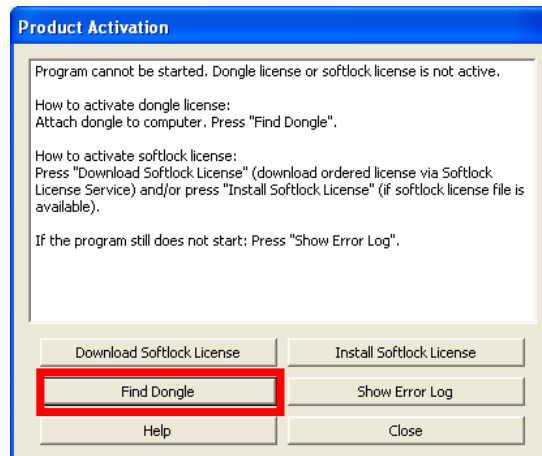 Product Activation
Program cannot be started. Dongle license or softlock license is not active.
How to activate dongle license:
Attach dongle to computer. Press "Find Dongle".
How to activate softlock license:
Press "Download Softlock License" (download ordered license via Softlock
License Service) and/or press "Install Softlock License" (if softlock license file is
available).
If the program still does not start: Press "Show Error Log".
Download Softlock License
Install Softlock License
Find Dongle
Show Error Log
Help
Close